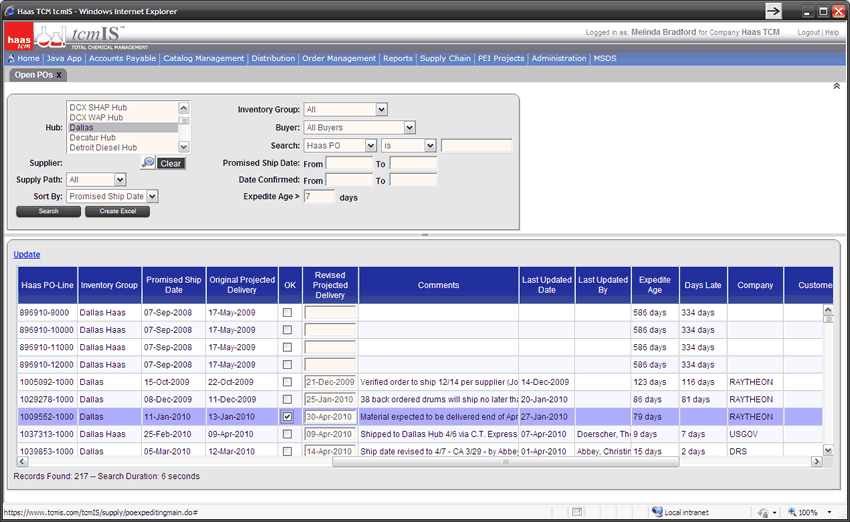 Haas TCM tcmIS - Windows Internet Explorer
haas tcm tcmIS TOTAL CHEMICAL MANAGEMENT
Logged in as: Melinda Bradford for Company Haas TCM Logout | Help
Home | Java App | Accounts Payable | Catalog Management | Distribution | Order Management | Reports | Supply Chain | PEI Projects | Administration | MSDS
Open POs X
Hub: DCX SHAP Hub
DCX WAP Hub
Dallas
Decatur Hub
Detroit Diesel Hub
Supplier: Clear
Supply Path: All
Sort By: Promised Ship Date
Search Create Excel
Inventory Group: All
Buyer: All Buyers
Search: Haas PO is
Promised Ship Date: From To
Date Confirmed: From To
Expedite Age > 7 days
Update
Haas PO-Line Inventory Group Promised Ship Date Original Projected Delivery OK Revised Projected Delivery Comments Last Updated Date Last Updated By Expedite Age Days Late Company Custome
896910-9000 Dallas Haas 07-Sep-2008 17-May-2009 586 days 334 days
896910-10000 Dallas Haas 07-Sep-2008 17-May-2009 586 days 334 days
896910-11000 Dallas Haas 07-Sep-2008 17-May-2009 586 days 334 days
896910-12000 Dallas Haas 07-Sep-2008 17-May-2009 586 days 334 days
1005092-1000 Dallas 15-Oct-2009 22-Oct-2009 21-Dec-2009 Verified order to ship 12/14 per supplier (Jo 14-Dec-2009 123 days 116 days RAYTHEON
1029278-1000 Dallas 08-Dec-2009 11-Dec-2009 25-Jan-2010 38 back ordered drums will ship no later tha 20-Jan-2010 86 days 81 days RAYTHEON
1009552-1000 Dallas 11-Jan-2010 13-Jan-2010 30-Apr-2010 Material expected to be delivered end of Apr 27-Jan-2010 79 days RAYTHEON
1037313-1000 Dallas Haas 25-Feb-2010 09-Apr-2010 09-Apr-2010 Shipped to Dallas Hub 4/6 via C.T. Express 07-Apr-2010 Doerscher, Tho 9 days 7 days USGOV
1039853-1000 Dallas 05-Mar-2010 12-Mar-2010 14-Apr-2010 Ship date revised to 4/7 - CA 3/29 - by Abbey 01-Apr-2010 Abbey, Christin 15 days 2 days DRS
Records Found: 217 -- Search Duration: 6 seconds
https://www.tcmis.com/tcmIS/supply/poexpeditingmain.do# Local intranet 100%